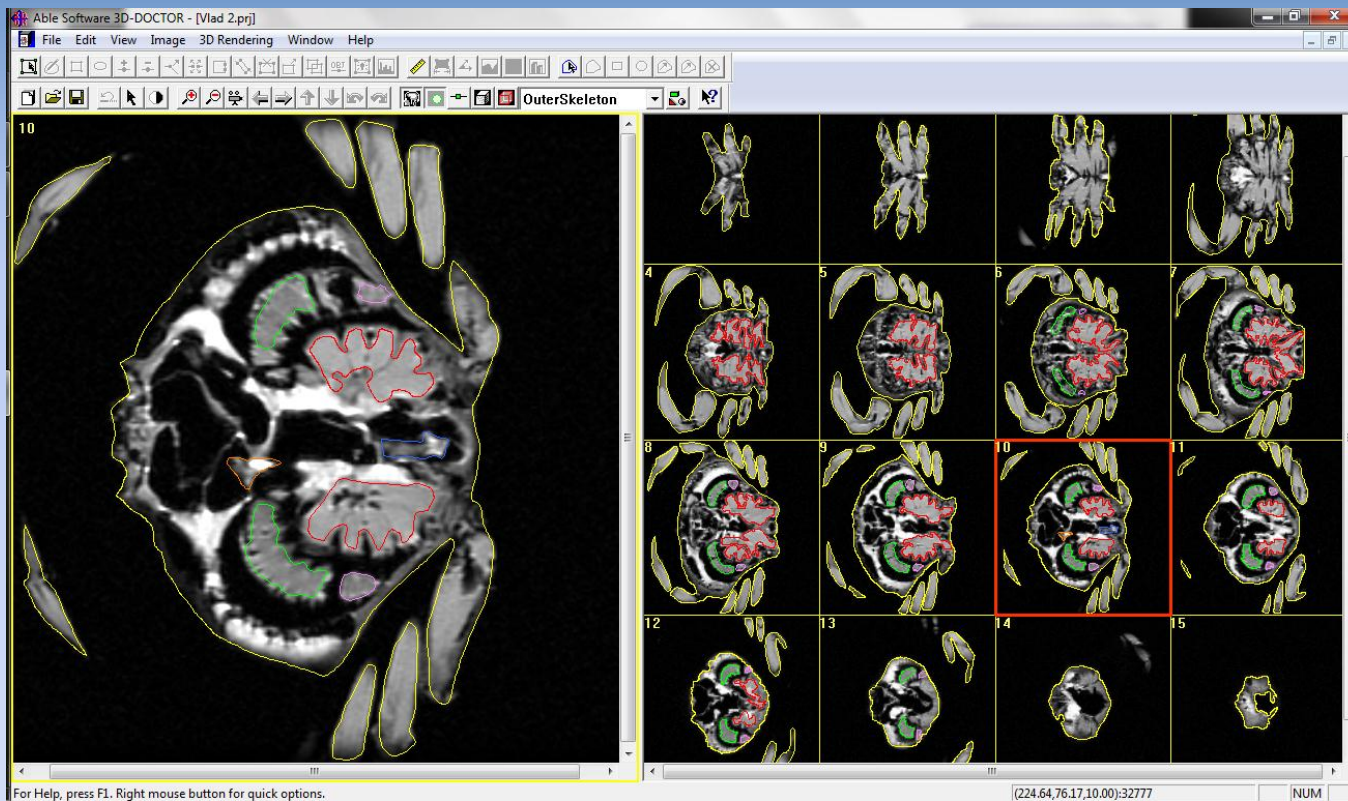 Able Software 3D-DOCTOR - [Vlad 2.prj]
File Edit View Image 3D Rendering Window Help
OBT
OuterSkeleton
10
4 5 6 7
8 9 10 11
12 13 14 15
For Help, press F1. Right mouse button for quick options. (224.64,76.17,10.00):32777 NUM